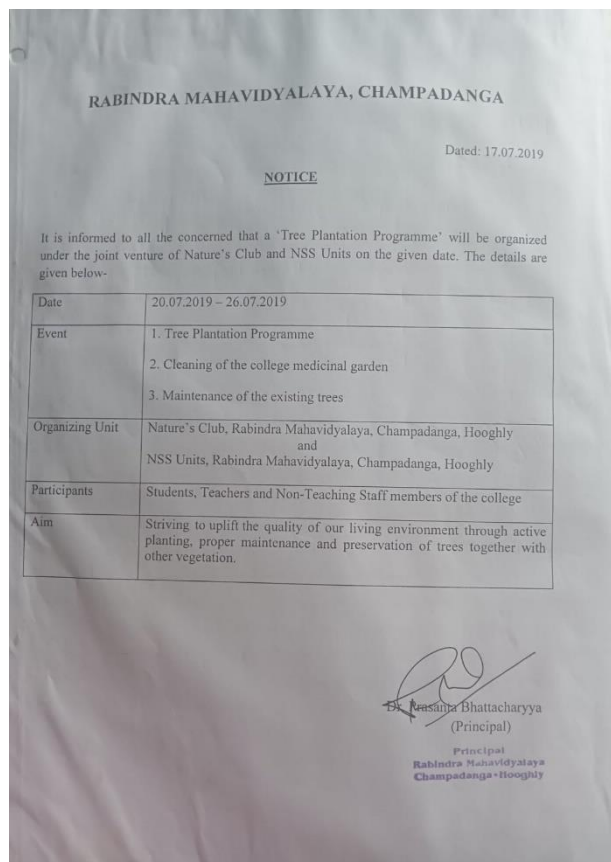 RABINDRA MAHAVIDYALAYA, CHAMPADANGA
Dated: 17.07.2019
NOTICE
It is informed to all the concerned that a ‘Tree Plantation Programme’ will be organized
under the joint venture of Nature’s Club and NSS Units on the given date. The details are
given below-
Date 20.07.2019 – 26.07.2019
Event 1. Tree Plantation Programme
2. Cleaning of the college medicinal garden
3. Maintenance of the existing trees
Organizing Unit Nature’s Club, Rabindra Mahavidyalaya, Champadanga, Hooghly
and
NSS Units, Rabindra Mahavidyalaya, Champadanga, Hooghly
Participants Students, Teachers and Non-Teaching Staff members of the college
Aim Striving to uplift the quality of our living environment through active
planting, proper maintenance and preservation of trees together with
other vegetation.
Dr. Prasanta Bhattacharyya
(Principal)
Principal
Rabindra Mahavidyalaya
Champadanga*Hooghly